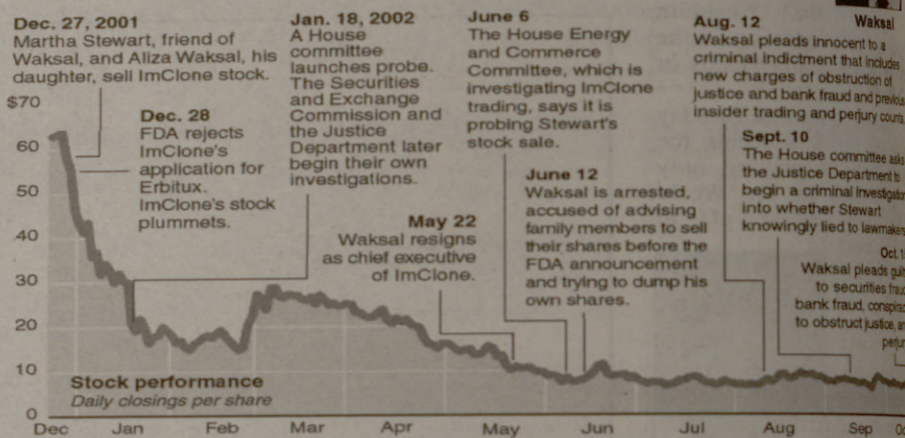 Waksal
Dec. 27, 2001
Martha Stewart, friend of
Waksal, and Aliza Waksal, his
daughter, sell ImClone stock.
Dec. 28
FDA rejects
ImClone's
application for
Erbitux.
ImClone's stock
plummets.
Jan. 18, 2002
A House
committee
launches probe.
The Securities
and Exchange
Commission and
the Justice
Department later
begin their own
investigations.
May 22
Waksal resigns
as chief executive
of ImClone.
June 6
The House Energy
and Commerce
Committee, which is
investigating ImClone
trading, says it is
probing Stewart's
stock sale.
June 12
Waksal is arrested,
accused of advising
family members to sell
their shares before the
FDA announcement
and trying to dump his
own shares.
Aug. 12
Waksal pleads innocent to a
criminal indictment that includes
new charges of obstruction of
justice and bank fraud and previous
insider trading and perjury counts.
Sept. 10
The House committee asks
the Justice Department to
begin a criminal investigation
into whether Stewart
knowingly lied to lawmakers
Oct.
Waksal pleads
to securities
bank fraud,
to obstruct justice,
$70
60
50
40
30
20
10
0
Stock performance
Daily closings per share
Dec Jan Feb Mar Apr May Jun Jul Aug Sep